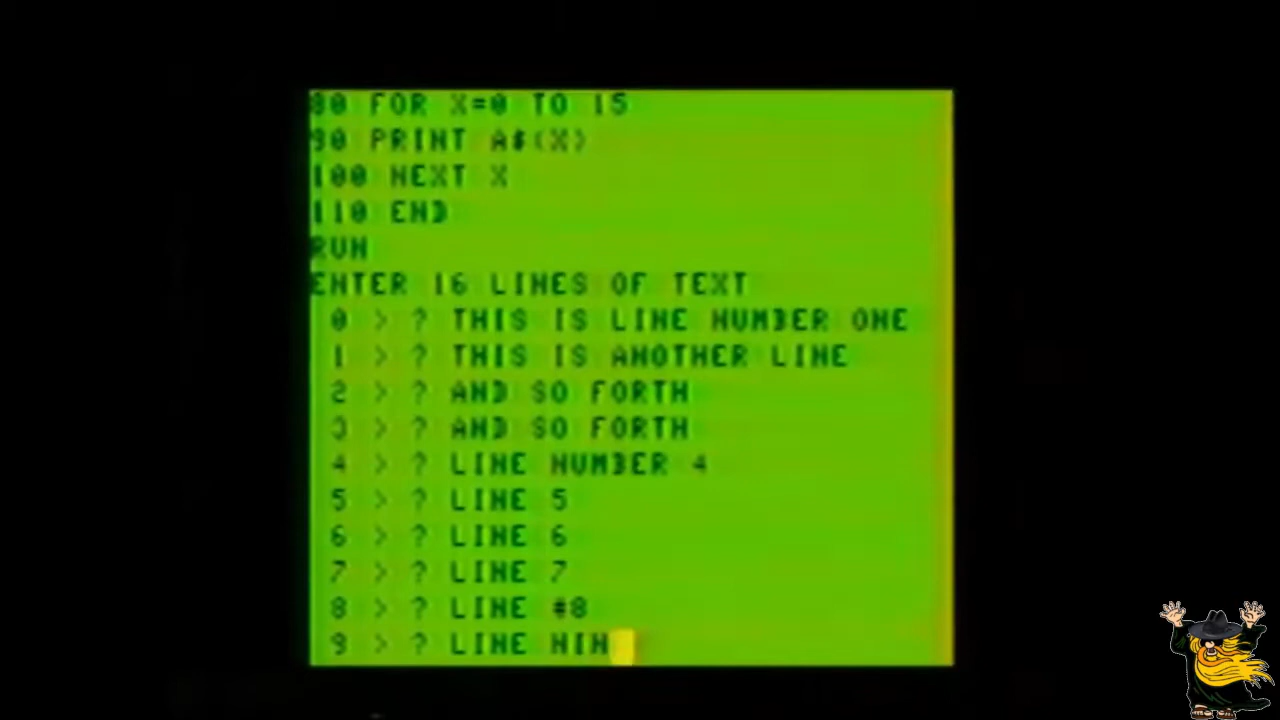 80 FOR X=0 TO 15
90 PRINT A$(X)
100 NEXT X
110 END
RUN
ENTER 16 LINES OF TEXT
0 > ? THIS IS LINE NUMBER ONE
1 > ? THIS IS ANOTHER LINE
2 > ? AND SO FORTH
3 > ? AND SO FORTH
4 > ? LINE NUMBER 4
5 > ? LINE 5
6 > ? LINE 6
7 > ? LINE 7
8 > ? LINE #8
9 > ? LINE NIN